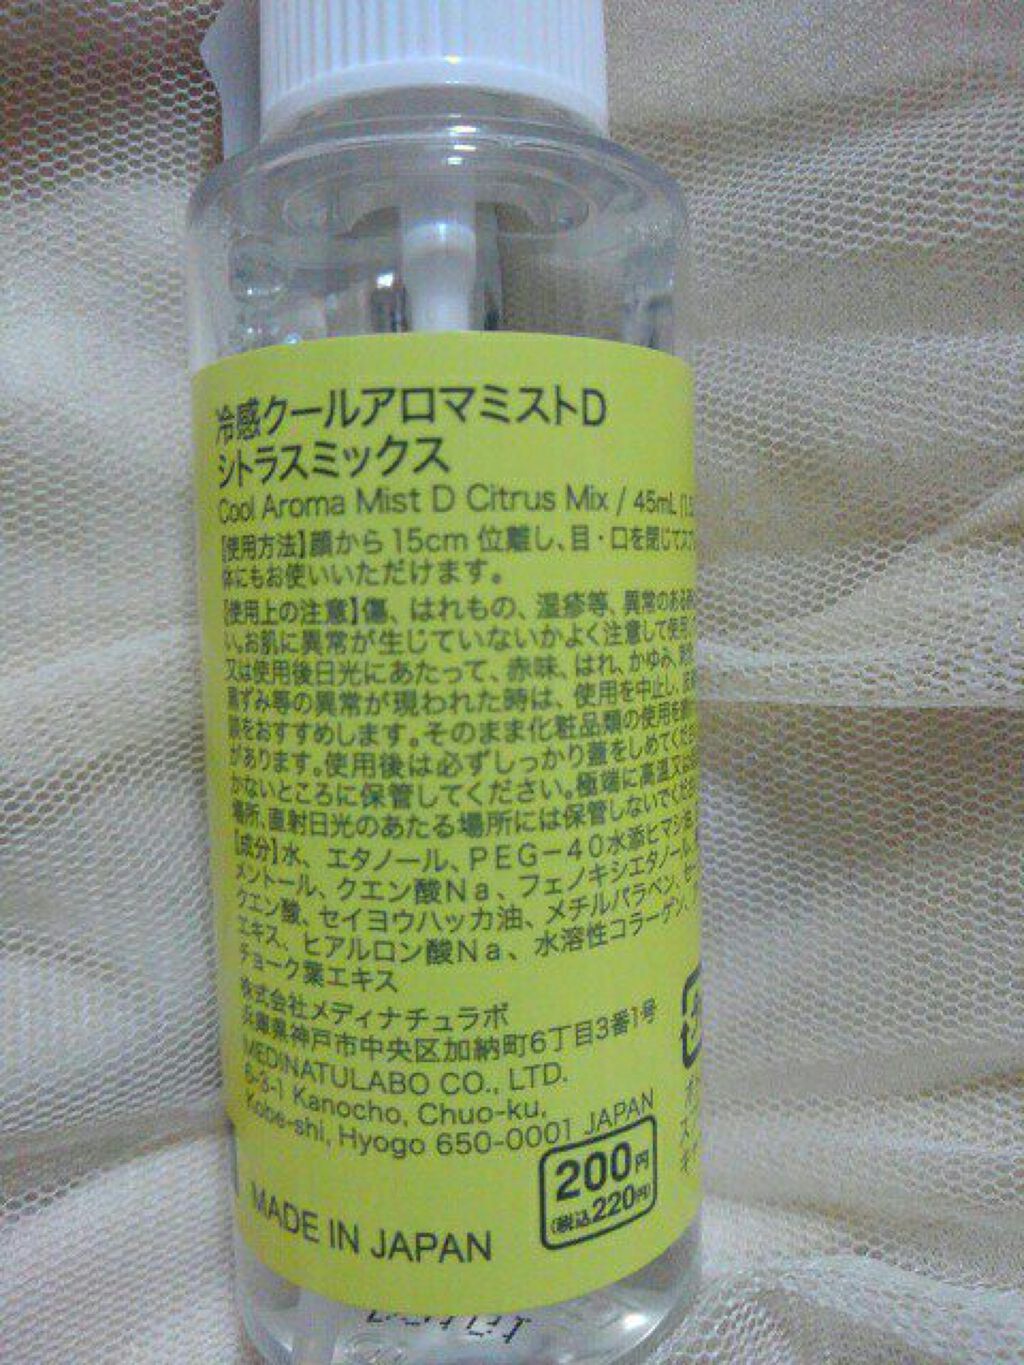 冷感クールアロマミストD
シトラスミックス
Cool Aroma Mist D Citrus Mix / 45mL
【使用方法】顔から15cm位離し、目・口を閉じて
体にもお使いいただけます。
【使用上の注意】傷、はれもの、湿疹等、異常のある
い。お肌に異常が生じていないかよく注意して使用
又は使用後日光にあたって、赤味、はれ、かゆみ、
黒ずみ等の異常が現われた時は、使用を中止し、
談をおすすめします。そのまま化粧品類の使用を
があります。使用後は必ずしっかり蓋をしめてくだ
かないところに保管してください。極端に高温又は
場所、直射日光のあたる場所には保管しないでくだ
【成分】水、エタノール、PEG－40水添ヒマシ
メントール、クエン酸Na、フェノキシエタノール、
クエン酸、セイヨウハッカ油、メチルパラベン、
エキス、ヒアルロン酸Na、水溶性コラーゲン、
チョーク葉エキス
株式会社メディナチュラボ
兵庫県神戸市中央区加納町6丁目3番1号
MEDINATULABO CO., LTD.
6-3-1 Kanocho, Chuo-ku,
Kobe-shi, Hyogo 650-0001 JAPAN
200円
(税込220円)
MADE IN JAPAN